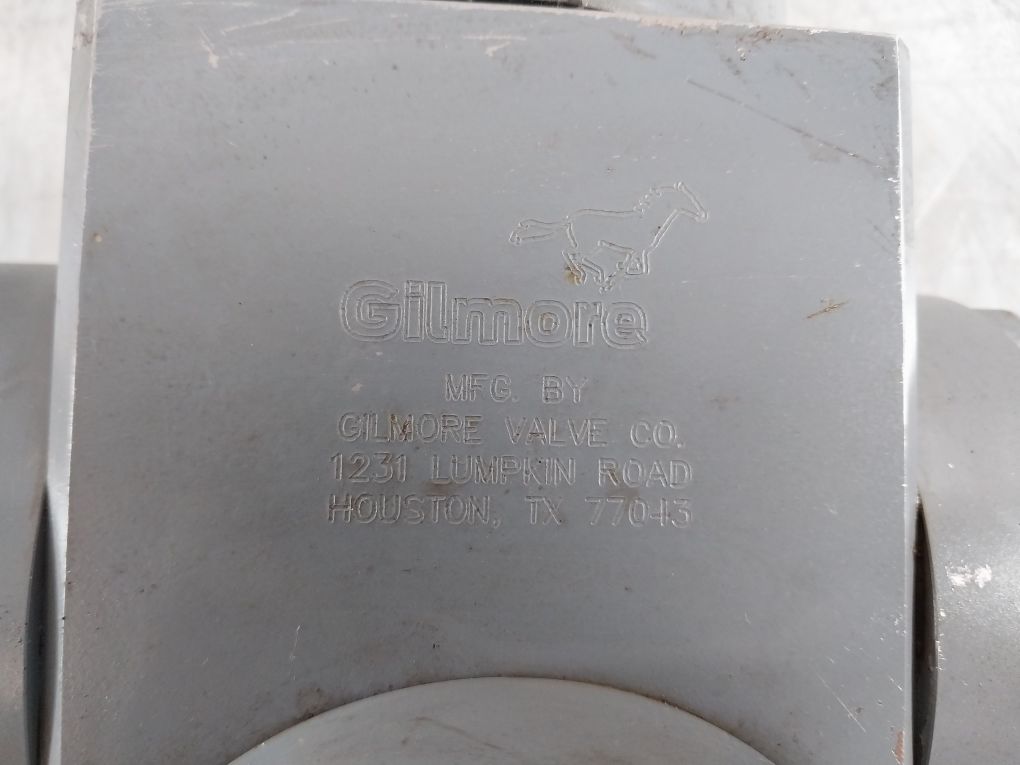 Gilmore
MFG. BY
GILMORE VALVE CO.
1231 LUMPKIN ROAD
HOUSTON, TX 77043